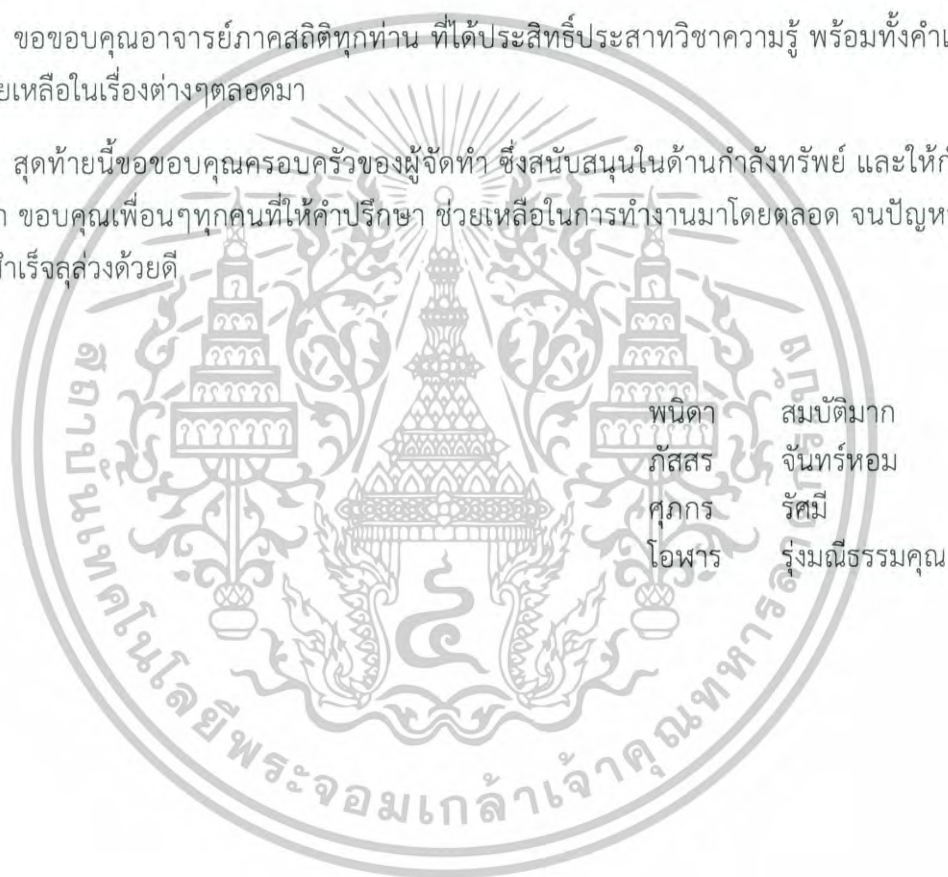 ขอขอบคุณอาจารย์ภาคสถิติทุกท่าน ที่ได้ประสิทธิ์ประสาทวิชาความรู้ พร้อมทั้งคำแ
ยเหลือในเรื่องต่างๆตลอดมา
สุดท้ายนี้ขอขอบคุณครอบครัวของผู้จัดทำ ซึ่งสนับสนุนในด้านกำลังทรัพย์ และให้กำ
ขอบคุณเพื่อนๆทุกคนที่ให้คำปรึกษา ช่วยเหลือในการทำงานมาโดยตลอด จนปัญห
สำเร็จลุล่วงด้วยดี
พนิดา สมบัติมาก
ภัสสร จันทร์หอม
ศุภกร รัศมี
โอฬาร รุ่งมณีธรรมคุณ
สถาบันเทคโนโลยีพระจอมเกล้าเจ้าคุณทหารลาดกระบัง
๔